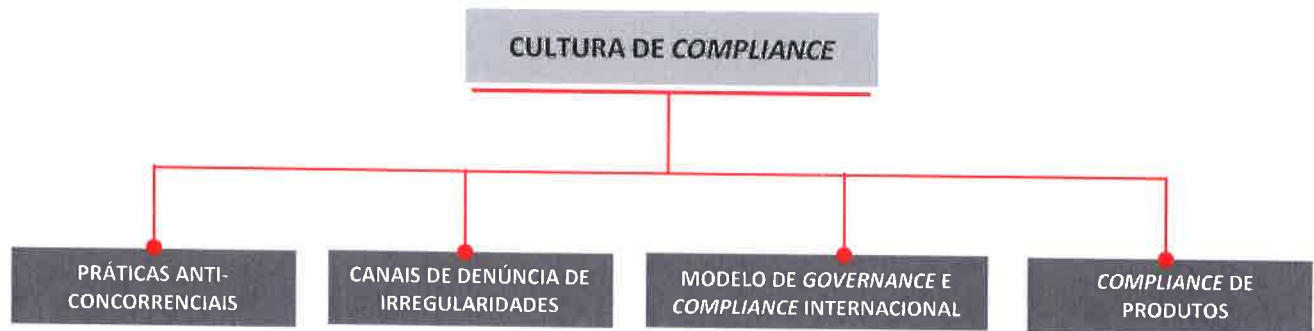 CULTURA DE COMPLIANCE
PRÁTICAS ANTI-
CONCORRENCIAIS
CANAIS DE DENÚNCIA DE
IRREGULARIDADES
MODELO DE GOVERNANCE E
COMPLIANCE INTERNACIONAL
COMPLIANCE DE
PRODUTOS